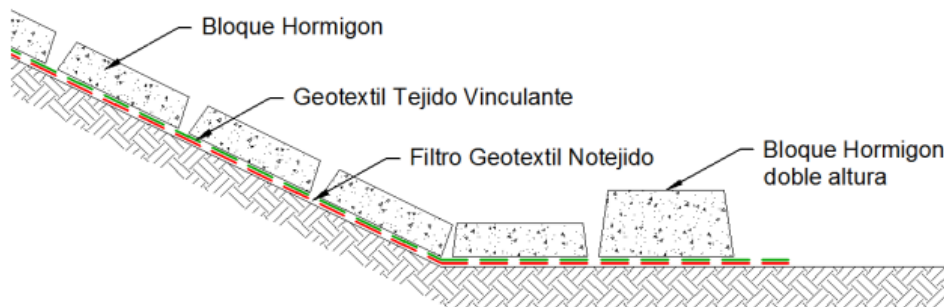 Bloque Hormigon
Geotextil Tejido Vinculante
Filtro Geotextil Notejido
Bloque Hormigon
doble altura